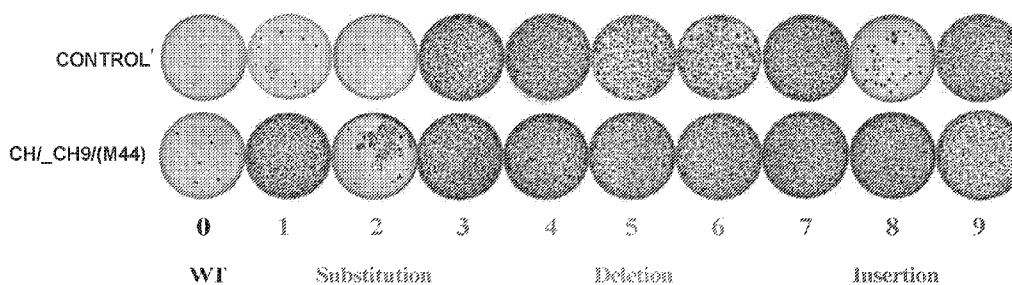 CONTROL'
CH/_CH9/(M44)
0 1 2 3 4 5 6 7 8 9
WT Substitution Deletion Insertion